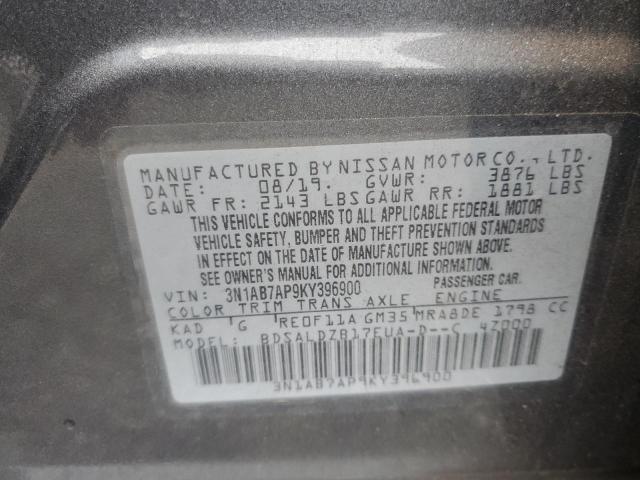 MANUFACTURED BY NISSAN MOTOR CO., LTD.
DATE: 08/19. GVWR: 3876 LBS
GAWR FR: 2143 LBS GAWR RR: 1881 LBS
THIS VEHICLE CONFORMS TO ALL APPLICABLE FEDERAL MOTOR
VEHICLE SAFETY, BUMPER AND THEFT PREVENTION STANDARDS
IN EFFECT ON THE DATE OF MANUFACTURE SHOWN ABOVE.
SEE OWNER'S MANUAL FOR ADDITIONAL INFORMATION.
VIN: 3N1AB7AP9KY396900 PASSENGER CAR.
COLOR TRIM TRANS AXLE ENGINE
KAD G RE0F11A GM35 MRA8DE 1798 CC
MODEL: BDSALDZB17EUA-D--C 4Z000
3N1AB7AP9KY396900